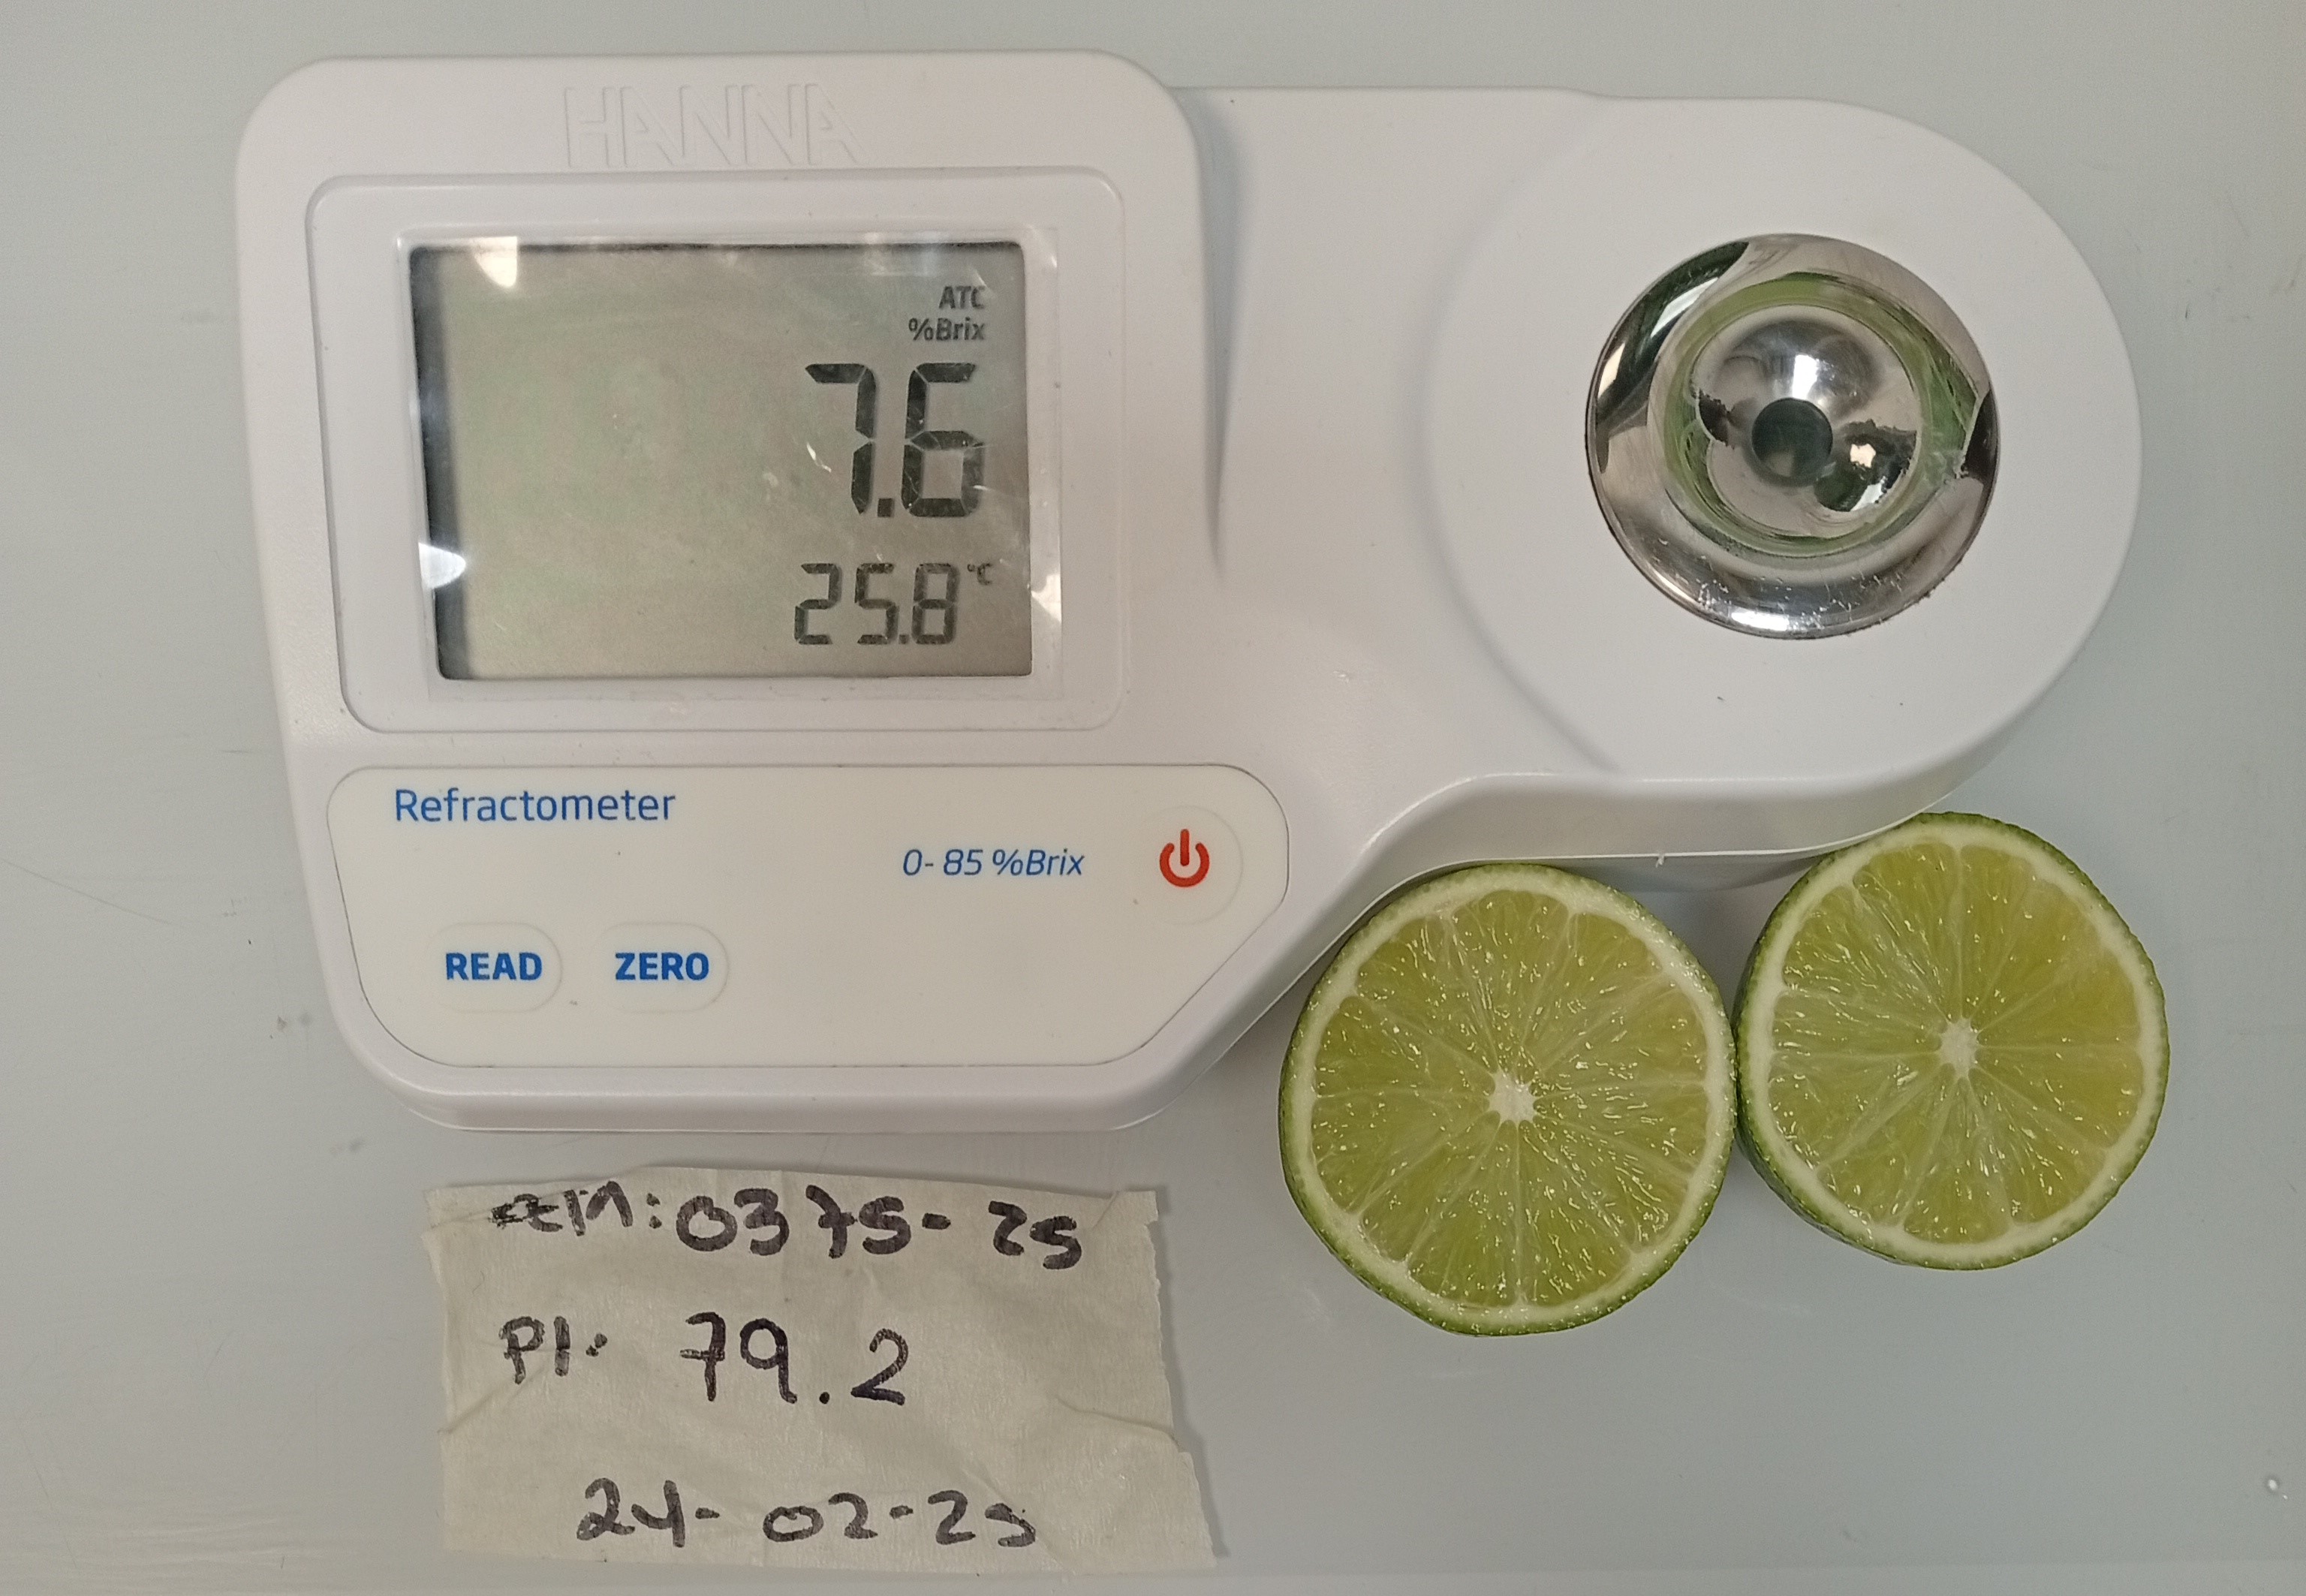 HANNA
ATC
%Brix
7.6
25.8 °C
Refractometer
0-85 %Brix
READ
ZERO
0375-25
PI: 79.2
24-02-25